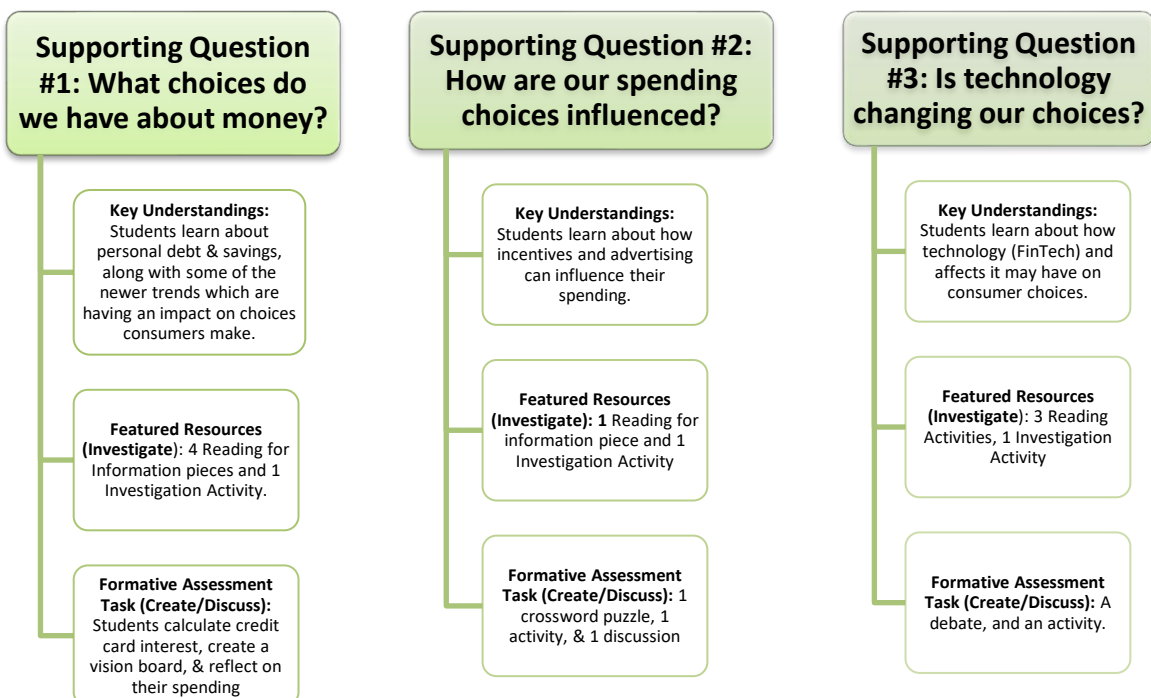 Supporting Question
#1: What choices do
we have about money?
Key Understandings:
Students learn about
personal debt & savings,
along with some of the
newer trends which are
having an impact on choices
consumers make.
Featured Resources
(Investigate): 4 Reading for
Information pieces and 1
Investigation Activity.
Formative Assessment
Task (Create/Discuss):
Students calculate credit
card interest, create a
vision board, & reflect on
their spending
Supporting Question #2:
How are our spending
choices influenced?
Key Understandings:
Students learn about how
incentives and advertising
can influence their
spending.
Featured Resources
(Investigate): 1 Reading for
information piece and 1
Investigation Activity
Formative Assessment
Task (Create/Discuss): 1
crossword puzzle, 1
activity, & 1 discussion
Supporting Question
#3: Is technology
changing our choices?
Key Understandings:
Students learn about how
technology (FinTech) and
affects it may have on
consumer choices.
Featured Resources
(Investigate): 3 Reading
Activities, 1 Investigation
Activity
Formative Assessment
Task (Create/Discuss): A
debate, and an activity.